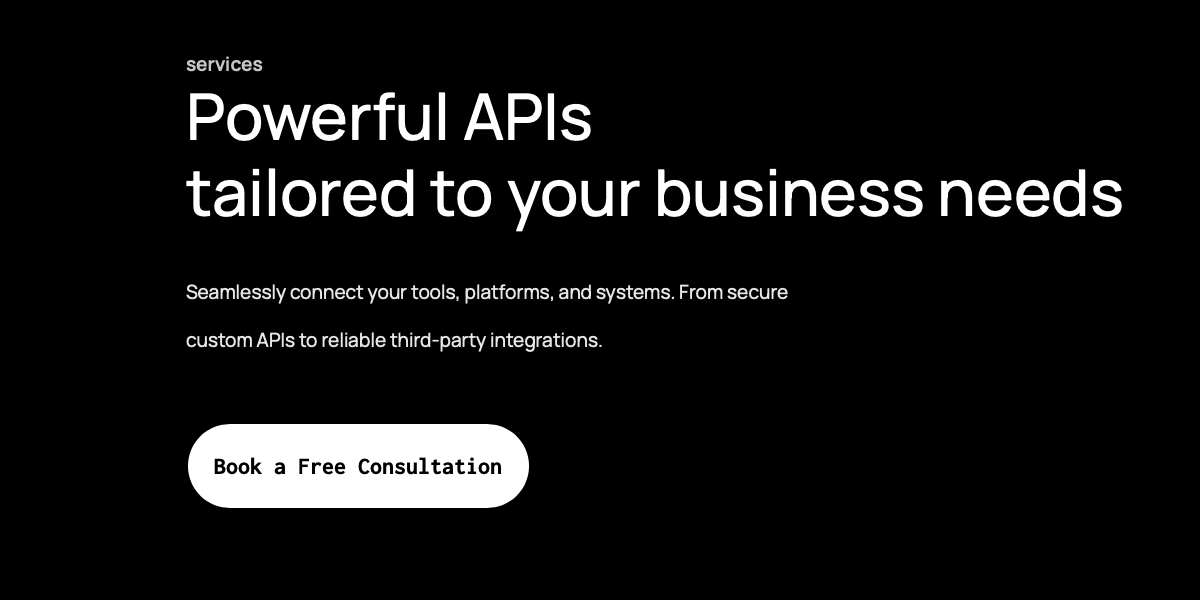 services
Powerful APIs
tailored to your business needs
Seamlessly connect your tools, platforms, and systems. From secure
custom APIs to reliable third-party integrations.
Book a Free Consultation